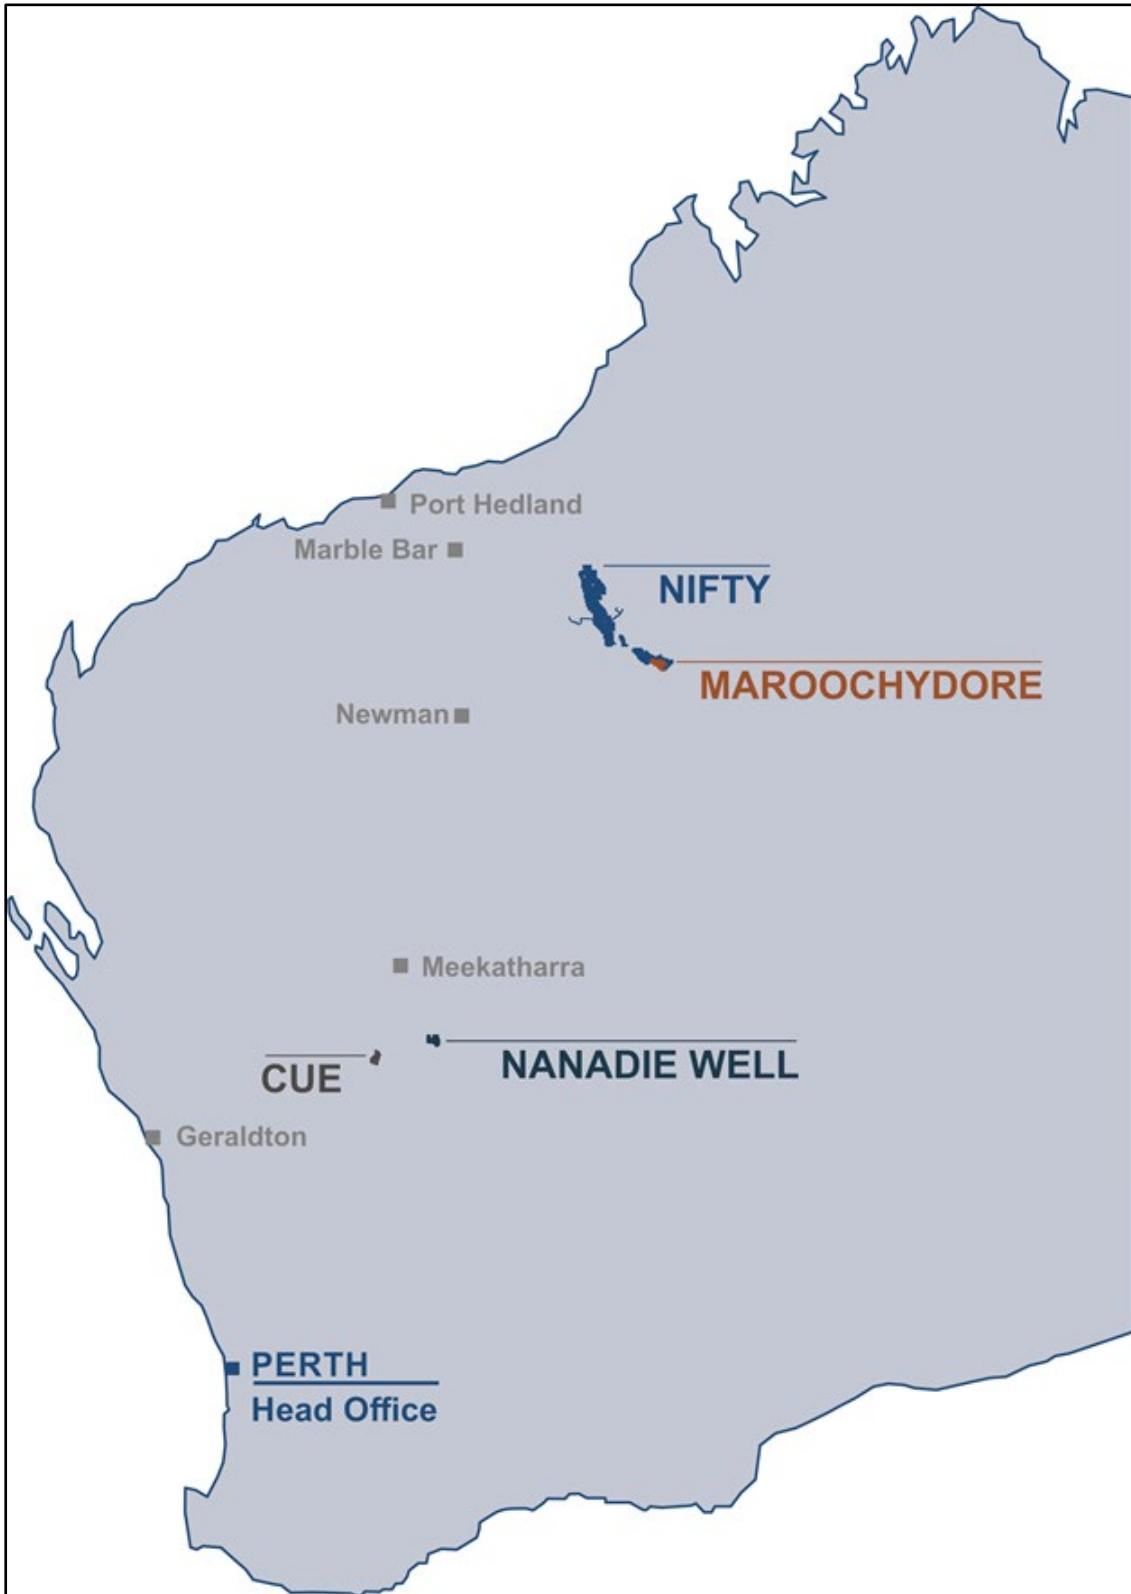 Port Hedland
Marble Bar
NIFTY
MAROOCHYDORE
Newman
Meekatharra
NANADIE WELL
CUE
Geraldton
PERTH
Head Office